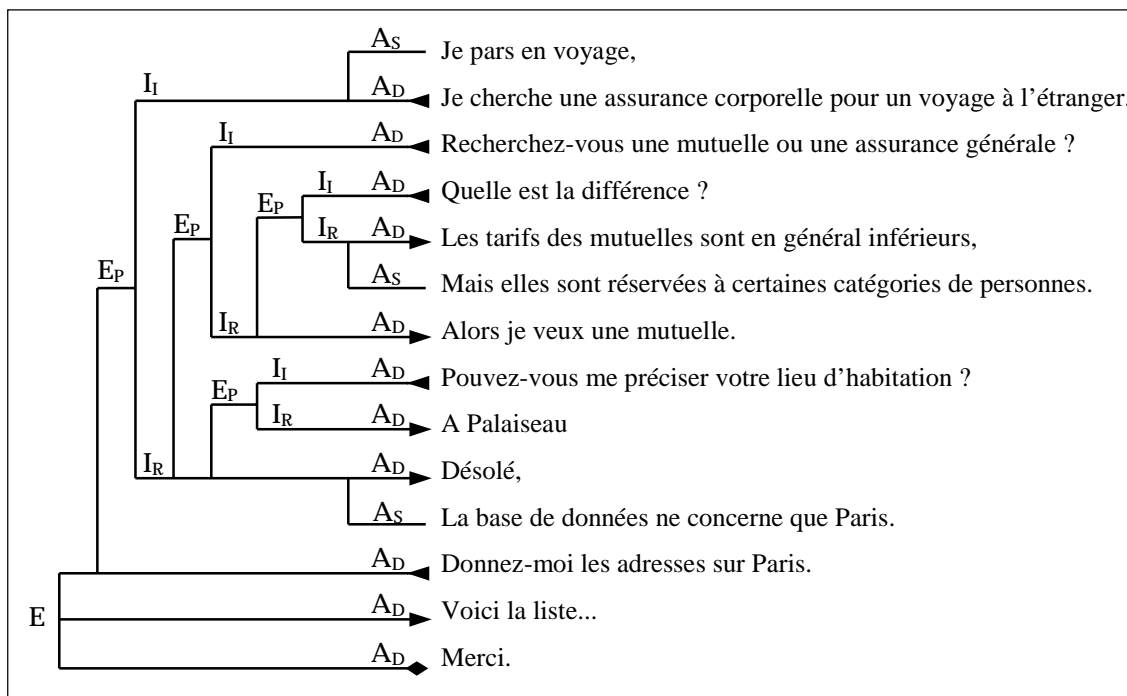 A_S Je pars en voyage,
I_I A_D Je cherche une assurance corporelle pour un voyage à l’étranger.
I_I A_D Recherchez-vous une mutuelle ou une assurance générale ?
I_I A_D Quelle est la différence ?
E_P
I_R A_D Les tarifs des mutuelles sont en général inférieurs,
E_P
E_P A_S Mais elles sont réservées à certaines catégories de personnes.
I_R A_D Alors je veux une mutuelle.
I_I A_D Pouvez-vous me préciser votre lieu d’habitation ?
E_P
I_R A_D A Palaiseau
I_R A_D Désolé,
A_S La base de données ne concerne que Paris.
A_D Donnez-moi les adresses sur Paris.
E A_D Voici la liste...
A_D Merci.